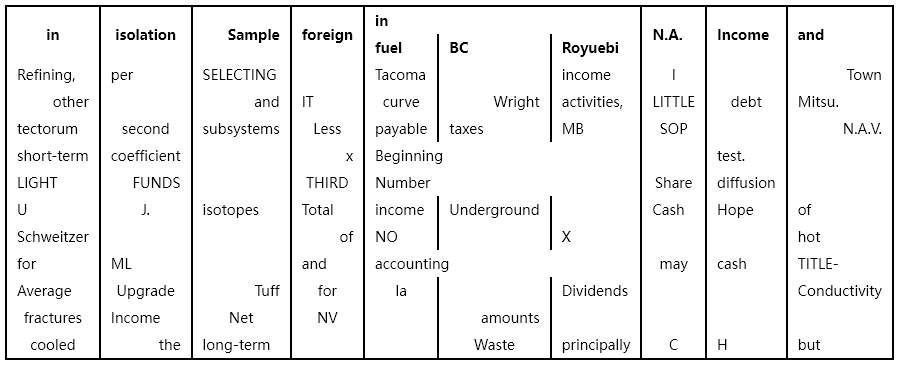 in isolation Sample foreign in N.A. Income and
fuel BC Royuebi
Refining, per SELECTING Tacoma income I Town
other and IT curve Wright activities, LITTLE debt Mitsu.
tectorum second subsystems Less payable taxes MB SOP N.A.V.
short-term coefficient x Beginning test.
LIGHT FUNDS THIRD Number Share diffusion
U J. isotopes Total income Underground Cash Hope of
Schweitzer of NO X hot
for ML and accounting may cash TITLE-
Average Upgrade Tuff for la Dividends Conductivity
fractures Income Net NV amounts
cooled the long-term Waste principally C H but